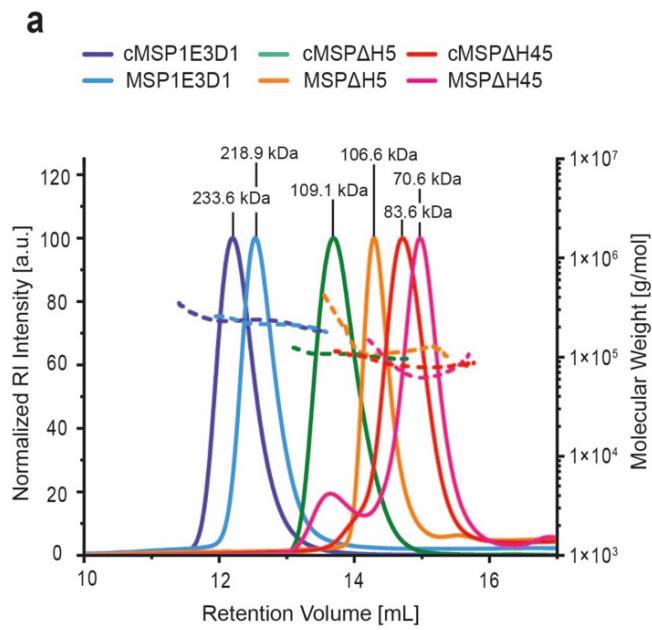 a
cMSP1E3D1 cMSPΔH5 cMSPΔH45
MSP1E3D1 MSPΔH5 MSPΔH45
218.9 kDa 106.6 kDa 70.6 kDa
233.6 kDa 109.1 kDa 83.6 kDa
Normalized RI Intensity [a.u.]
120
100
80
60
40
20
0
1×10⁷
1×10⁶
1×10⁵
1×10⁴
1×10³
Molecular Weight [g/mol]
10 12 14 16
Retention Volume [mL]